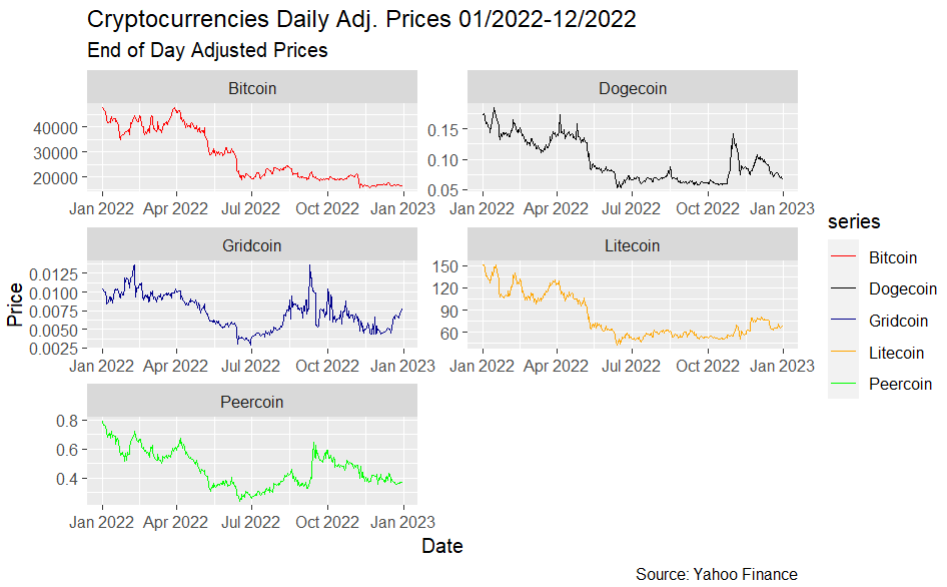 Cryptocurrencies Daily Adj. Prices 01/2022-12/2022
End of Day Adjusted Prices
Bitcoin
40000
30000
20000
Jan 2022 Apr 2022 Jul 2022 Oct 2022 Jan 2023
Dogecoin
0.15
0.10
0.05
Jan 2022 Apr 2022 Jul 2022 Oct 2022 Jan 2023
Gridcoin
0.0125
0.0100
0.0075
0.0050
0.0025
Jan 2022 Apr 2022 Jul 2022 Oct 2022 Jan 2023
Litecoin
150
120
90
60
Jan 2022 Apr 2022 Jul 2022 Oct 2022 Jan 2023
Peercoin
0.8
0.6
0.4
Jan 2022 Apr 2022 Jul 2022 Oct 2022 Jan 2023
Price
Date
series
Bitcoin
Dogecoin
Gridcoin
Litecoin
Peercoin
Source: Yahoo Finance